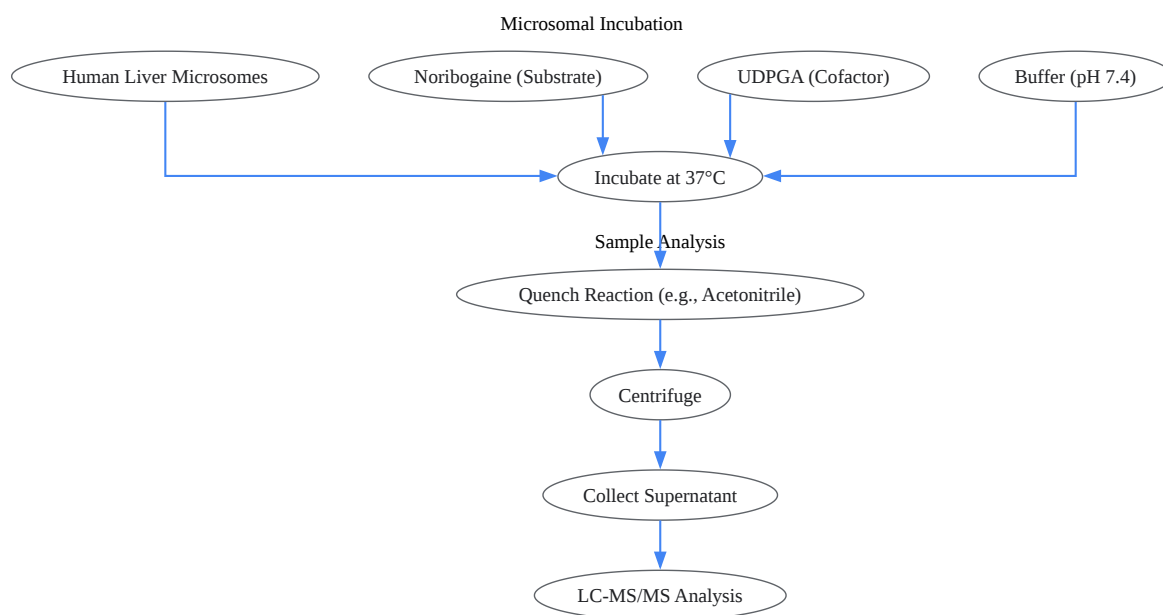 Microsomal Incubation
Human Liver Microsomes
Noribogaine (Substrate)
UDPGA (Cofactor)
Buffer (pH 7.4)
Incubate at 37°C
Sample Analysis
Quench Reaction (e.g., Acetonitrile)
Centrifuge
Collect Supernatant
LC-MS/MS Analysis